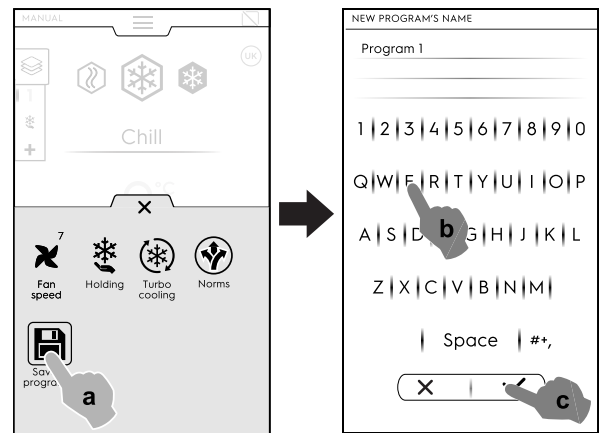 MANUAL
UK
1
Chill
°C
7
Fan speed
Holding
Turbo cooling
Norms
a
NEW PROGRAM'S NAME
Program 1
1 2 3 4 5 6 7 8 9 0
Q W E R T Y U I O P
A S D G H J K L
b
Z X C V B N M
Space #+,
c